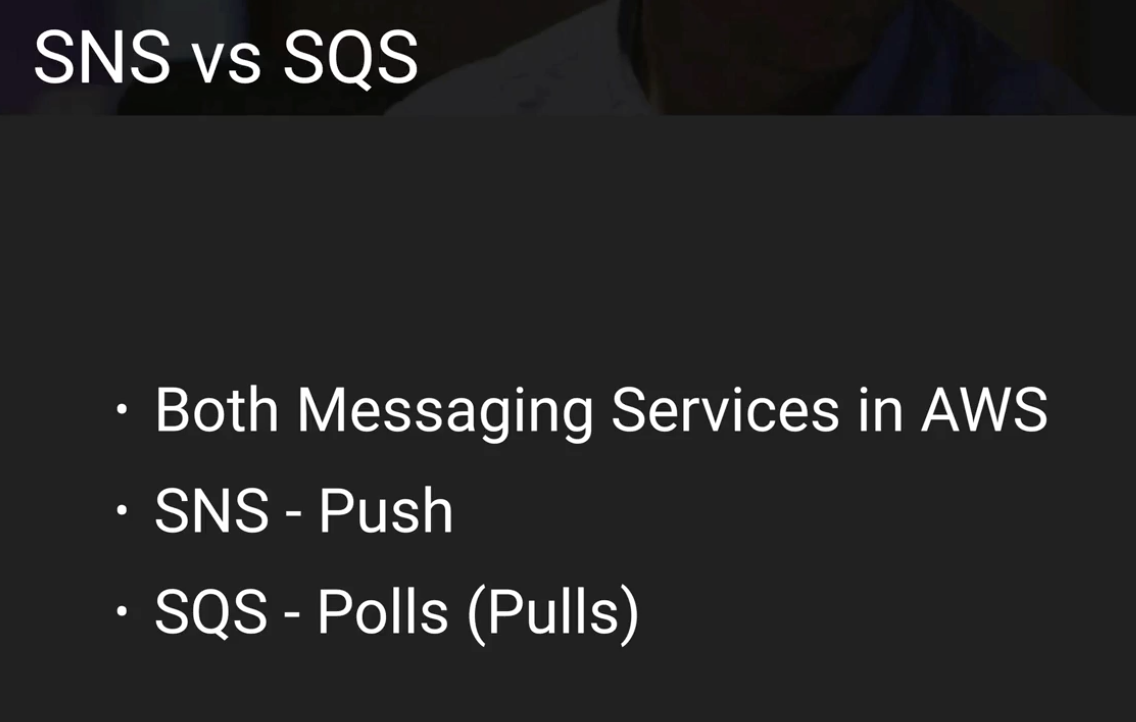 SNS vs SQS
• Both Messaging Services in AWS
• SNS - Push
• SQS - Polls (Pulls)